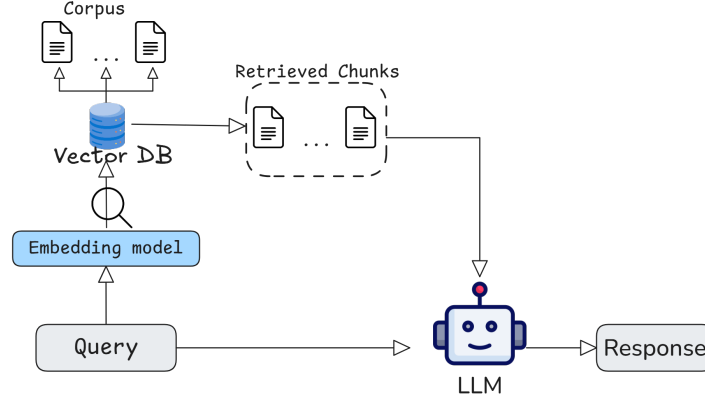 Corpus
...
Retrieved Chunks
...
Vector DB
Embedding model
Query
Response
LLM